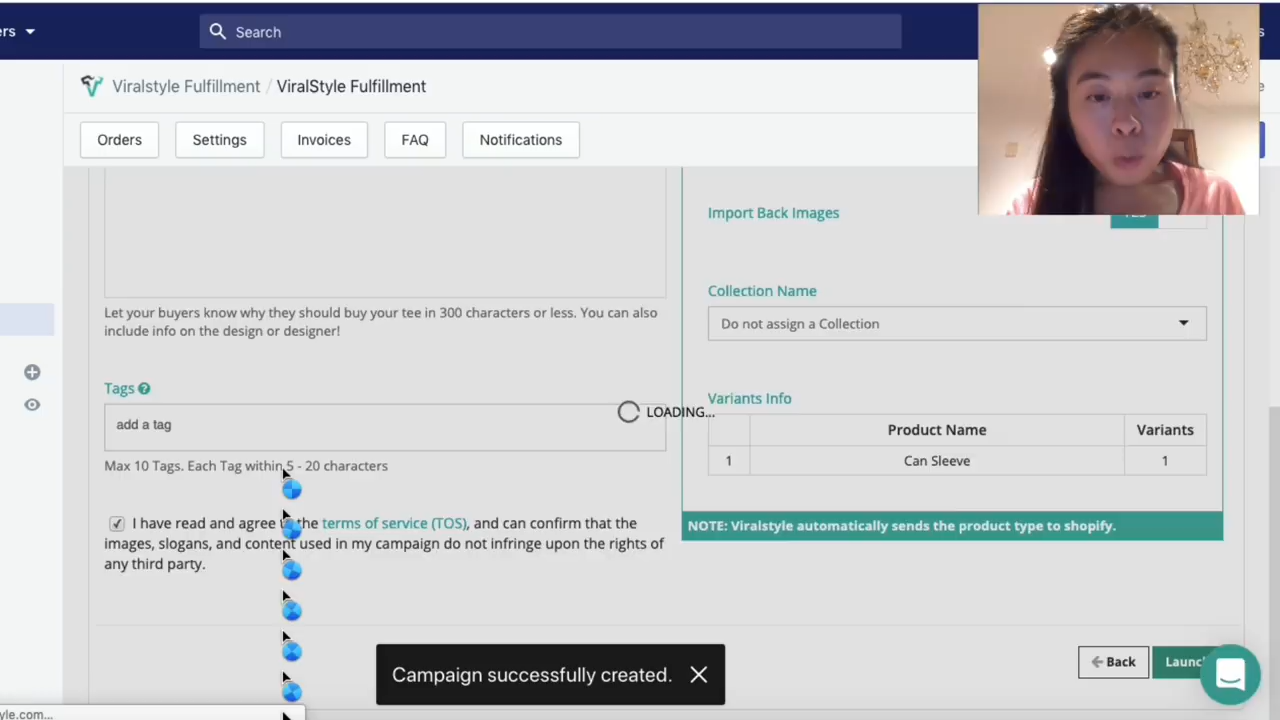 ers
Search
s
Viralstyle Fulfillment / ViralStyle Fulfillment
e
Orders
Settings
Invoices
FAQ
Notifications
Import Back Images
YES
Collection Name
Do not assign a Collection
Let your buyers know why they should buy your tee in 300 characters or less. You can also
include info on the design or designer!
Tags ?
add a tag
LOADING...
Max 10 Tags. Each Tag within 5 - 20 characters
Variants Info
Product Name Variants
1 Can Sleeve 1
I have read and agree to the terms of service (TOS), and can confirm that the
images, slogans, and content used in my campaign do not infringe upon the rights of
any third party.
NOTE: Viralstyle automatically sends the product type to shopify.
Campaign successfully created.
Back
Launch
style.com...